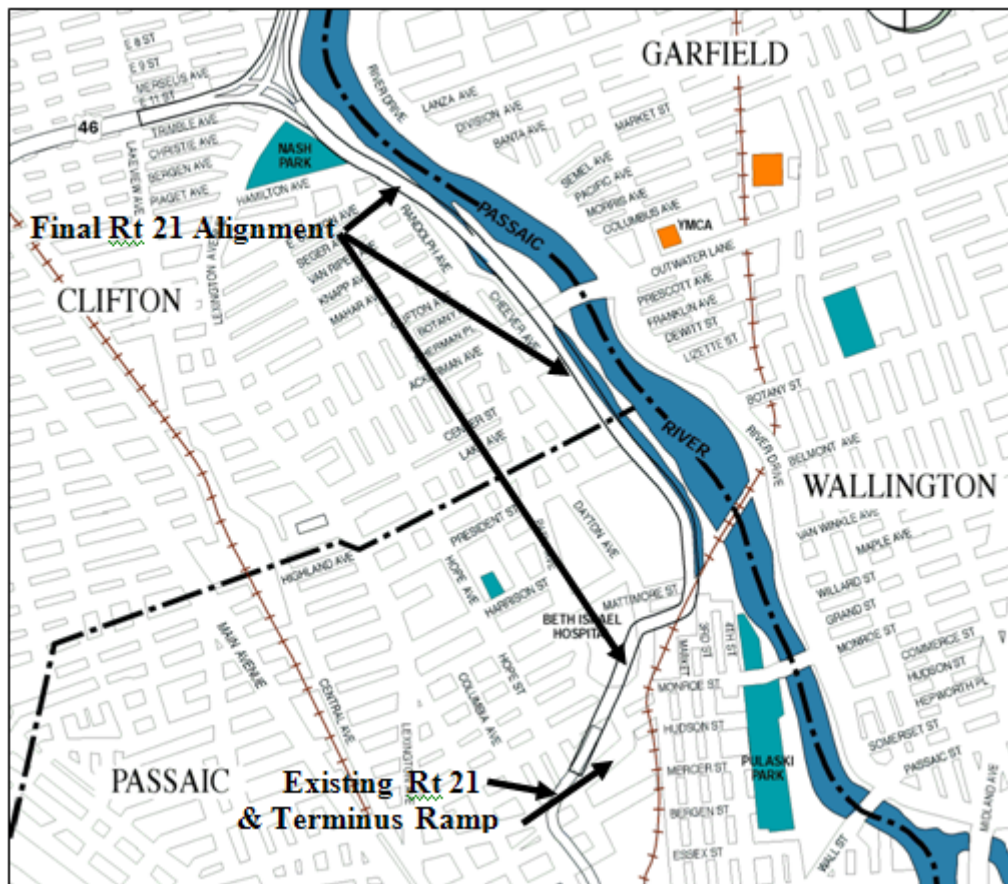 GARFIELD
E 8 ST
E 9 ST
MERSELIS AVE
E 11 ST
46
TRIMBLE AVE
CHRISTIE AVE
BERGEN AVE
PIAGET AVE
LAKEVIEW AVE
NASH
PARK
HAMILTON AVE
RIVER DRIVE
LANZA AVE
DIVISION AVE
BANTA AVE
MARKET ST
SEMEL AVE
PACIFIC AVE
MORRIS AVE
COLUMBUS AVE
YMCA
OUTWATER LANE
PRESCOTT AVE
FRANKLIN AVE
DEWITT ST
LIZETTE ST
PASSAIC
Final Rt 21 Alignment
RANDOLPH AVE
SEGER AVE
VAN RIPER AVE
KNAPP AVE
MAHAR AVE
LEXINGTON AVE
CLIFTON
CLIFTON AVE
BOTANY
SHERMAN PL
ACKERMAN AVE
CHEEVER AVE
CENTER ST
LAKE AVE
BOTANY ST
RIVER DRIVE
BELMONT AVE
RIVER
WALLINGTON
VAN WINKLE AVE
MAPLE AVE
WILLARD ST
GRAND ST
MONROE ST
COMMERCE ST
HUDSON ST
HEPWORTH PL
SOMERSET ST
PASSAIC ST
MIDLAND AVE
WALL ST
PRESIDENT ST
DAYTON AVE
HIGHLAND AVE
HOPE AVE
HARRISON ST
MATTIMORE ST
BETH ISRAEL
HOSPITAL
MARKET
3RD ST
4TH ST
MAIN AVENUE
CENTRAL AVE
HOPE ST
COLUMBIA AVE
MONROE ST
HUDSON ST
MERCER ST
BERGEN ST
ESSEX ST
PULASKI
PARK
PASSAIC
Existing Rt 21
& Terminus Ramp